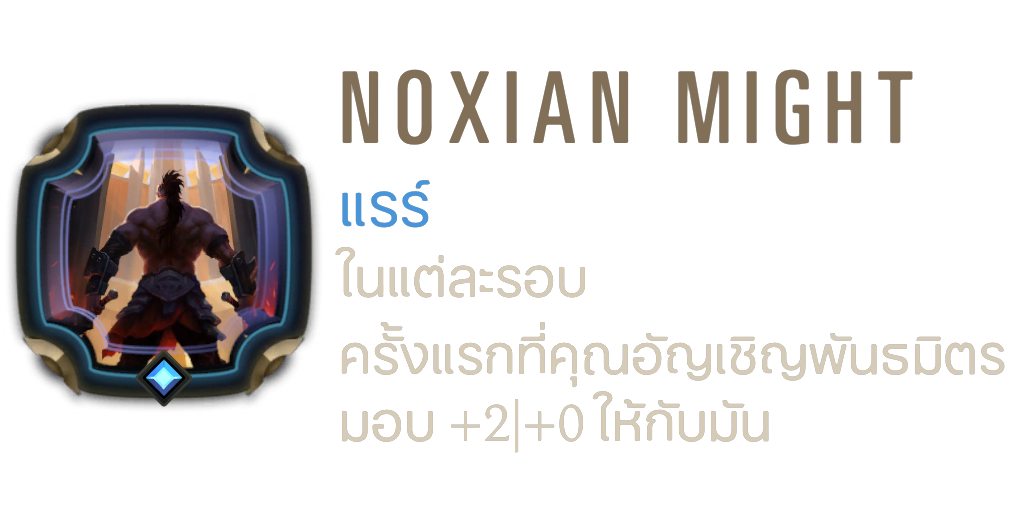 NOXIAN MIGHT
แรร์
ในแต่ละรอบ
ครั้งแรกที่คุณอัญเชิญพันธมิตร
มอบ +2|+0 ให้กับมัน